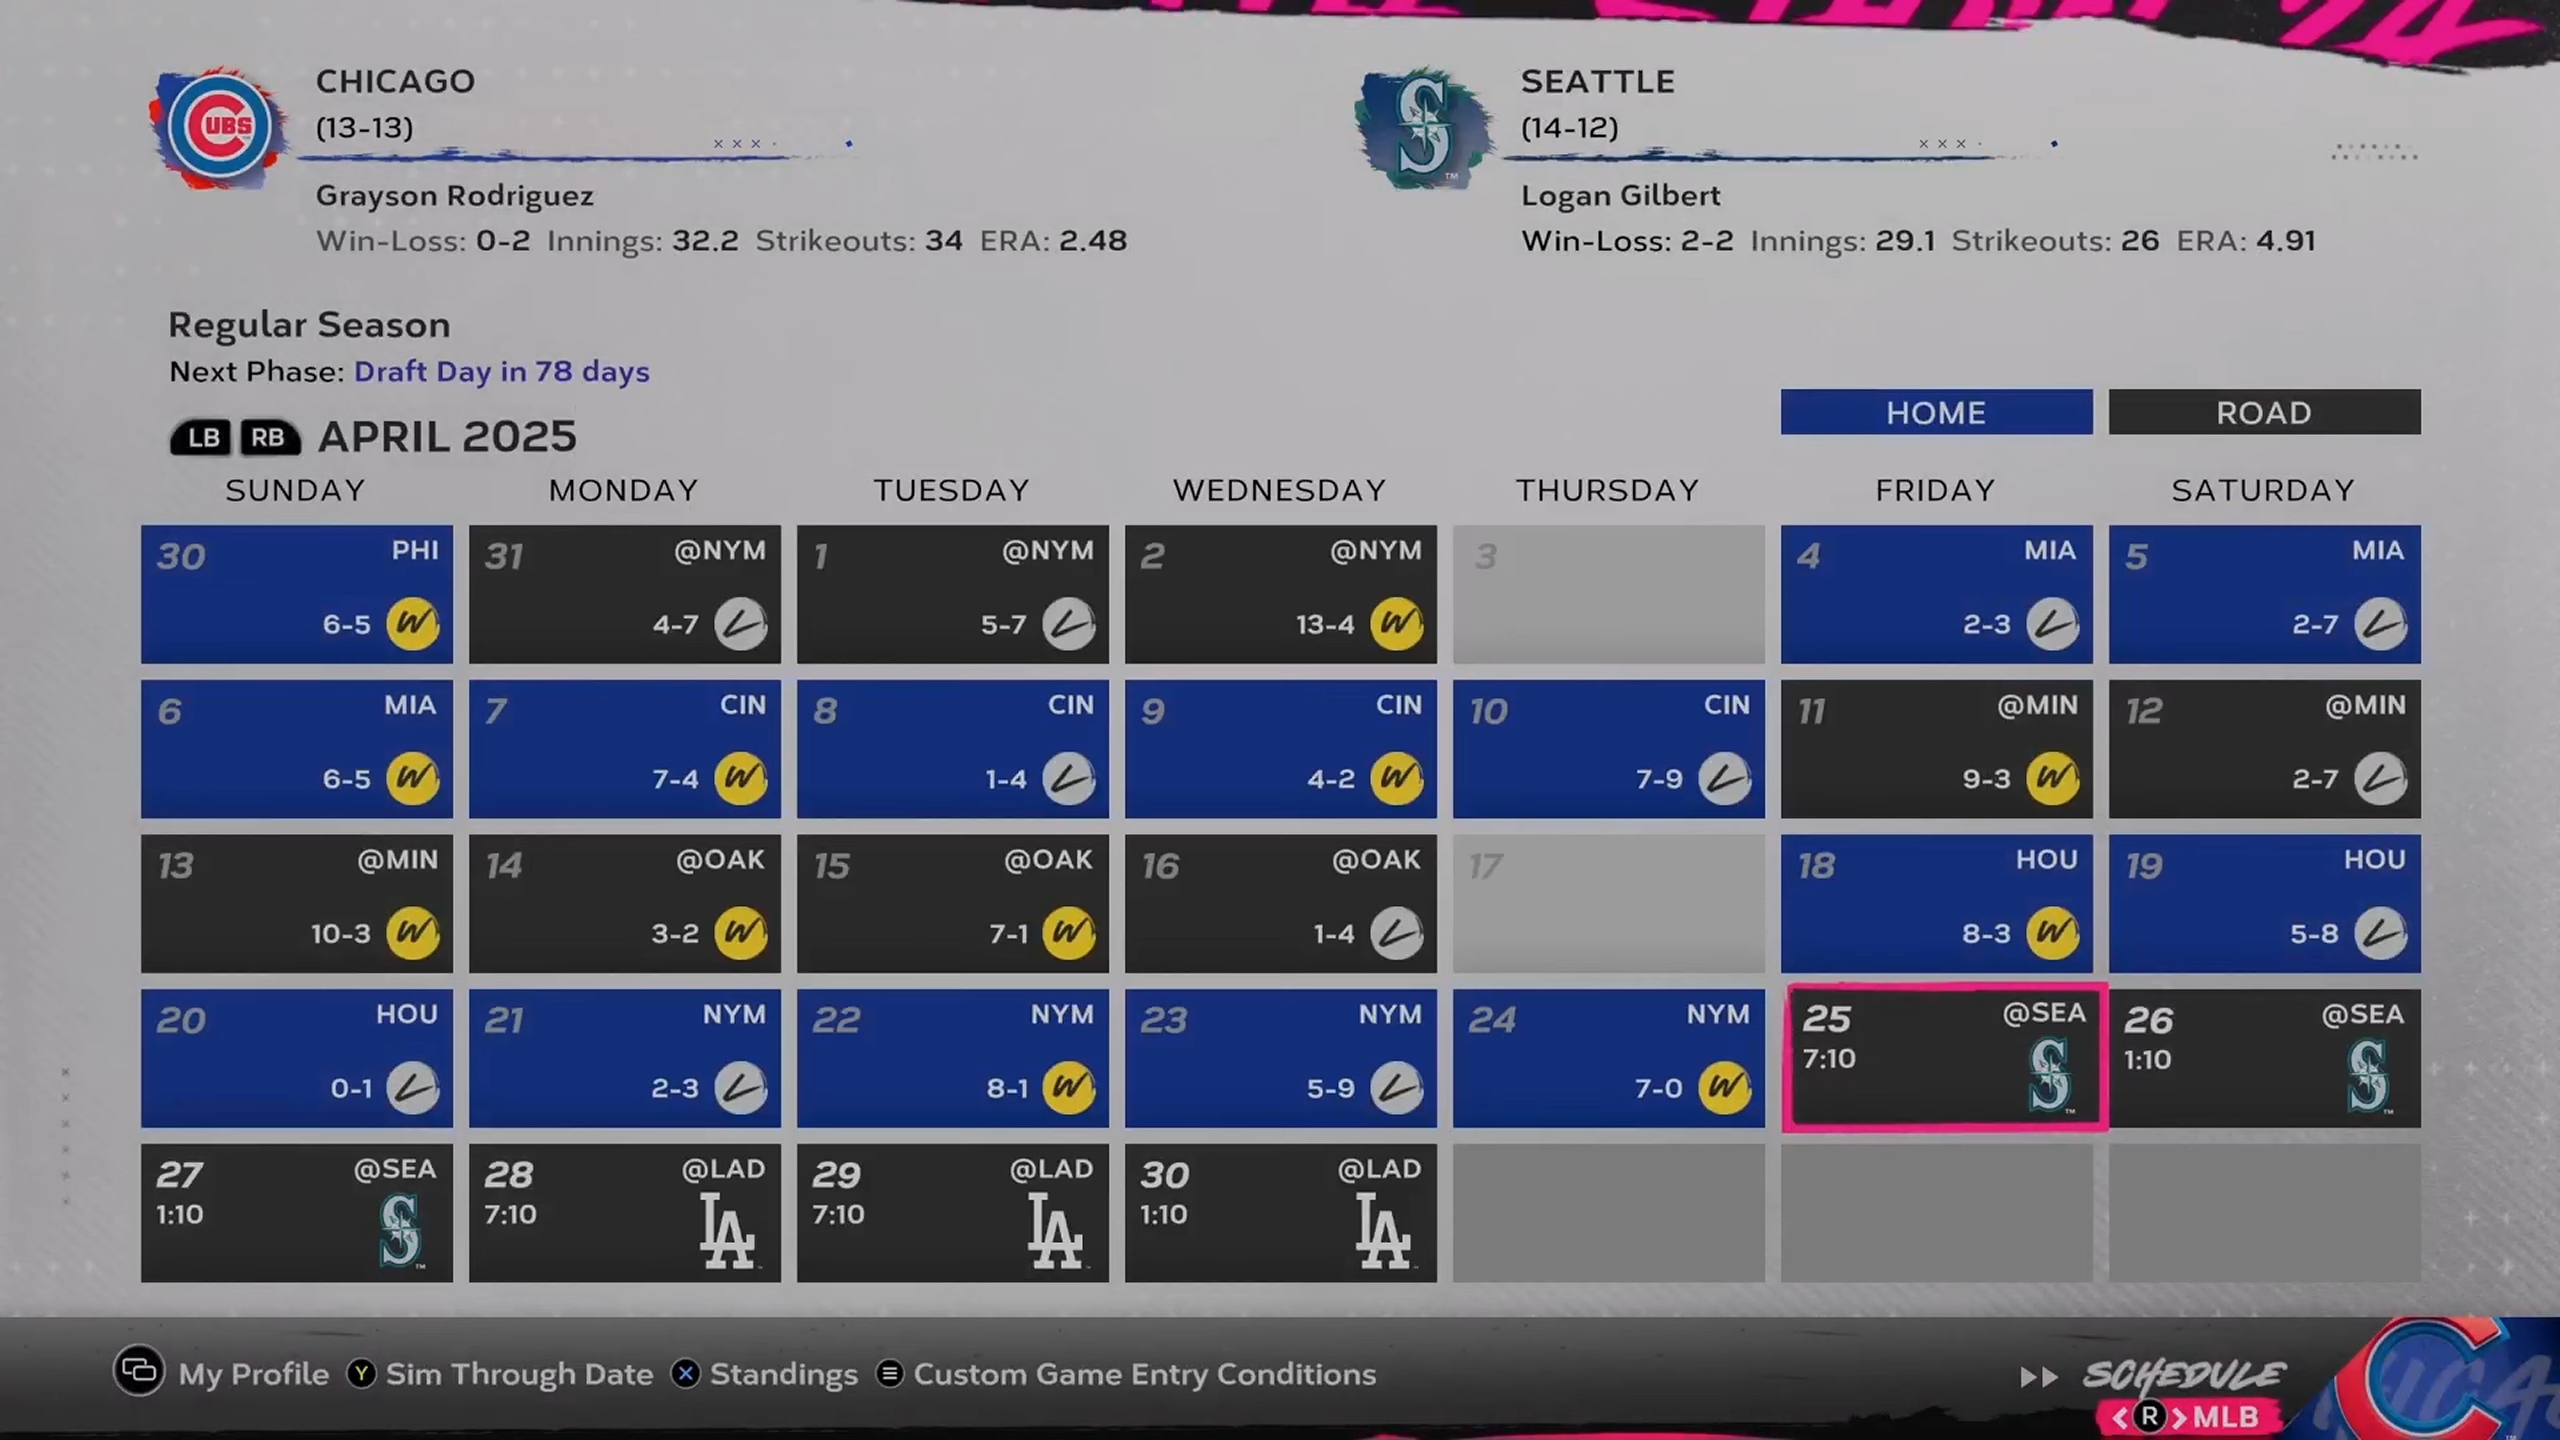 CHICAGO
(13-13)
Grayson Rodriguez
Win-Loss: 0-2 Innings: 32.2 Strikeouts: 34 ERA: 2.48
UBS
SEATTLE
(14-12)
Logan Gilbert
Win-Loss: 2-2 Innings: 29.1 Strikeouts: 26 ERA: 4.91
S
TM
Regular Season
Next Phase: Draft Day in 78 days
LB RB APRIL 2025
HOME ROAD
SUNDAY MONDAY TUESDAY WEDNESDAY THURSDAY FRIDAY SATURDAY
30 PHI 31 @NYM 1 @NYM 2 @NYM 3 4 MIA 5 MIA
6-5 W 4-7 L 5-7 L 13-4 W 2-3 L 2-7 L
6 MIA 7 CIN 8 CIN 9 CIN 10 CIN 11 @MIN 12 @MIN
6-5 W 7-4 W 1-4 L 4-2 W 7-9 L 9-3 W 2-7 L
13 @MIN 14 @OAK 15 @OAK 16 @OAK 17 18 HOU 19 HOU
10-3 W 3-2 W 7-1 W 1-4 L 8-3 W 5-8 L
20 HOU 21 NYM 22 NYM 23 NYM 24 NYM 25 @SEA 26 @SEA
0-1 L 2-3 L 8-1 W 5-9 L 7-0 W 7:10 S 1:10 S
27 @SEA 28 @LAD 29 @LAD 30 @LAD
1:10 S 7:10 LA 7:10 LA 1:10 LA
My Profile Y Sim Through Date X Standings Custom Game Entry Conditions
SCHEDULE
R MLB